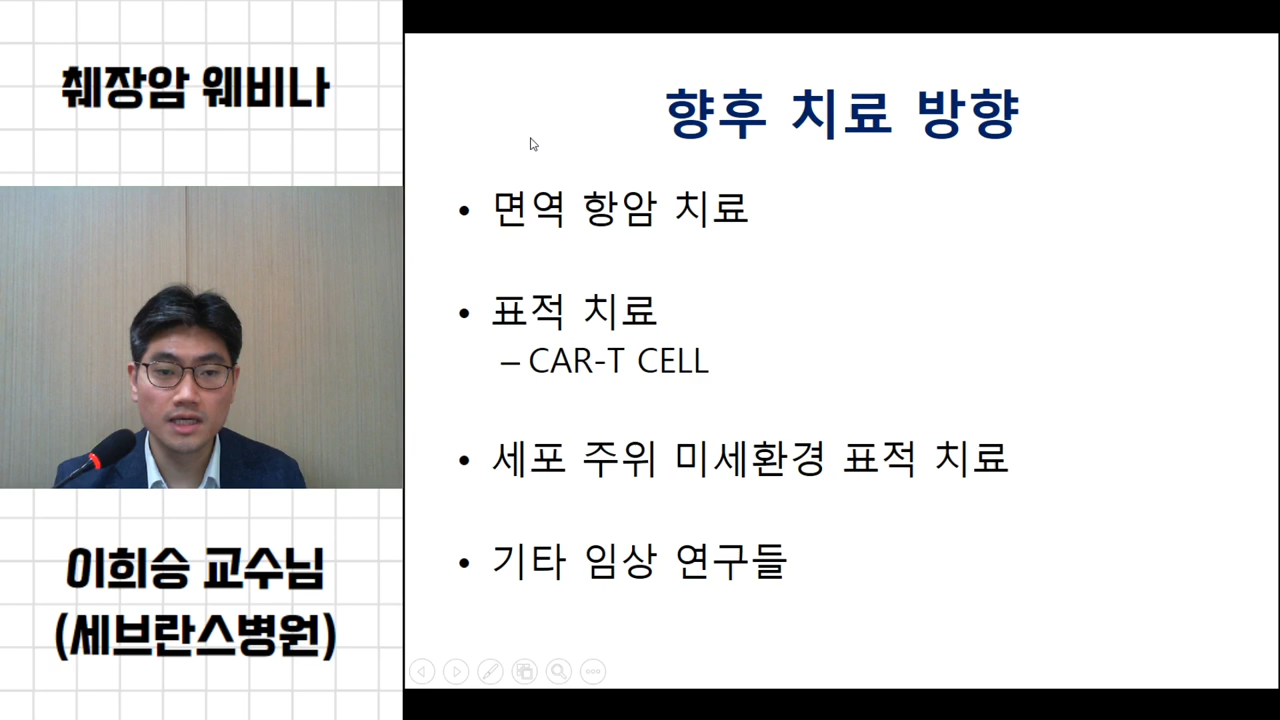 췌장암 웨비나
향후 치료 방향
• 면역 항암 치료
• 표적 치료
– CAR-T CELL
• 세포 주위 미세환경 표적 치료
• 기타 임상 연구들
이희승 교수님
(세브란스병원)